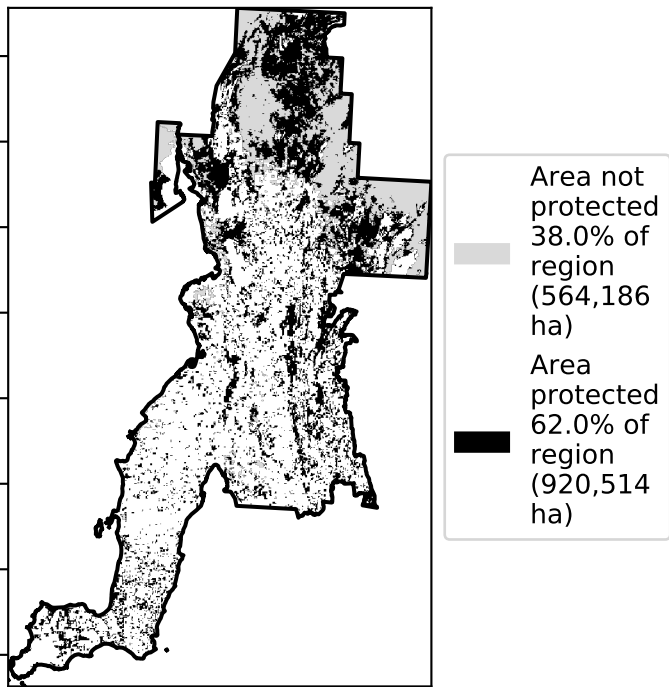 Area not
protected
38.0% of
region
(564,186
ha)
Area
protected
62.0% of
region
(920,514
ha)